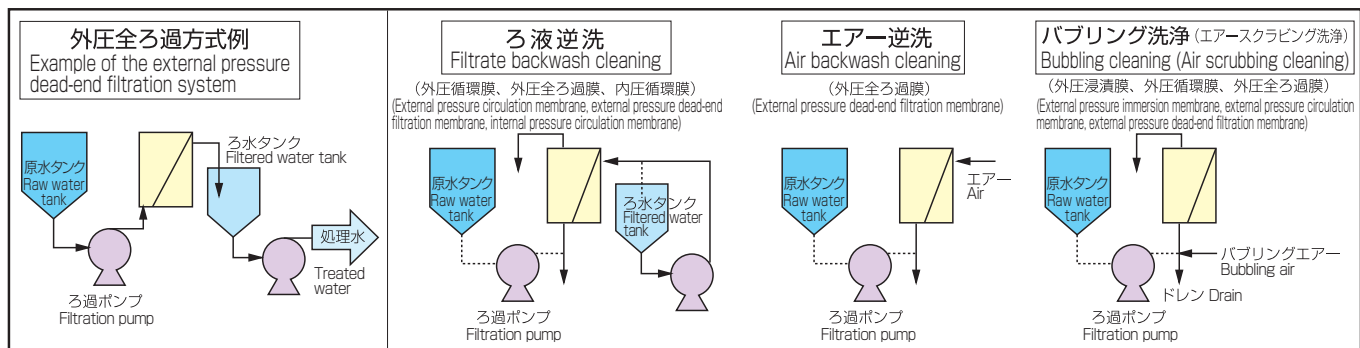 外圧全ろ過方式例
Example of the external pressure
dead-end filtration system
原水タンク
Raw water
tank
ろ水タンク
Filtered water tank
処理水
Treated
water
ろ過ポンプ
Filtration pump
ろ液逆洗
Filtrate backwash cleaning
(外圧循環膜、外圧全ろ過膜、内圧循環膜)
(External pressure circulation membrane, external pressure dead-end
filtration membrane, internal pressure circulation membrane)
原水タンク
Raw water
tank
ろ水タンク
Filtered water
tank
ろ過ポンプ
Filtration pump
エアー逆洗
Air backwash cleaning
(外圧全ろ過膜)
(External pressure dead-end filtration membrane)
原水タンク
Raw water
tank
エアー
Air
ろ過ポンプ
Filtration pump
バブリング洗浄(エアースクラビング洗浄)
Bubbling cleaning (Air scrubbing cleaning)
(外圧浸漬膜、外圧循環膜、外圧全ろ過膜)
(External pressure immersion membrane, external pressure circulation
membrane, external pressure dead-end filtration membrane)
原水タンク
Raw water
tank
バブリングエアー
Bubbling air
ドレン Drain
ろ過ポンプ
Filtration pump